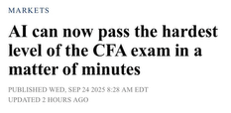 MARKETS
AI can now pass the hardest
level of the CFA exam in a
matter of minutes
PUBLISHED WED, SEP 24 2025 8:28 AM EDT
UPDATED 2 HOURS AGO